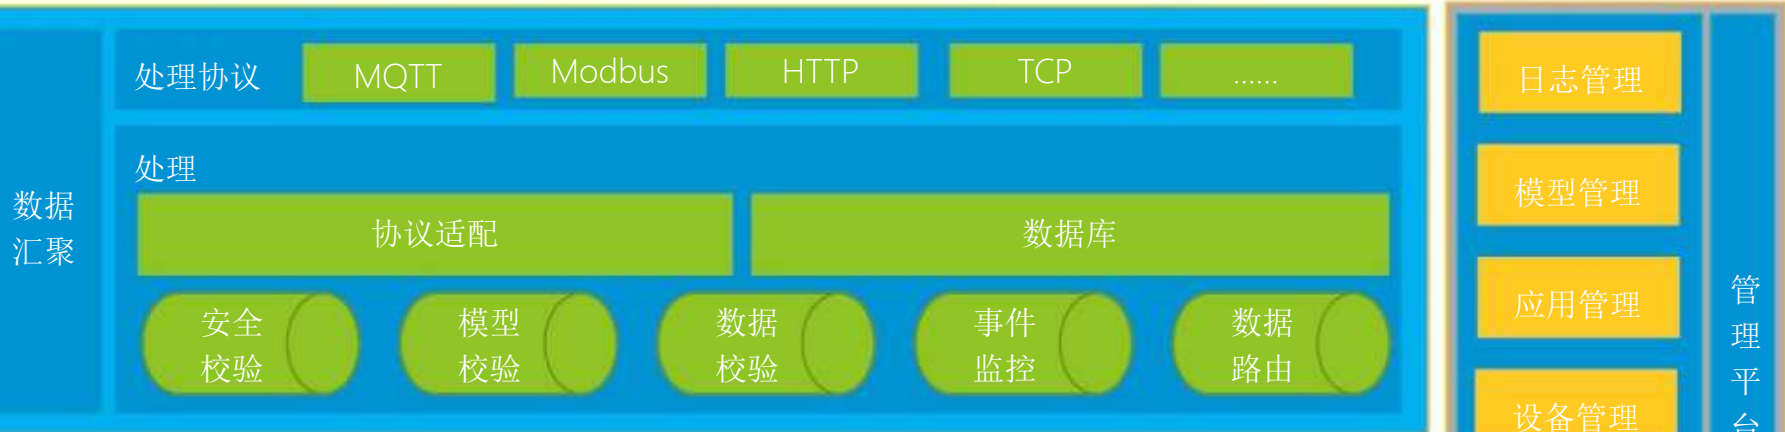 处理协议
MQTT
Modbus
HTTP
TCP
......
数据
汇聚
处理
协议适配
数据库
安全
校验
模型
校验
数据
校验
事件
监控
数据
路由
日志管理
模型管理
应用管理
设备管理
管
理
平
台